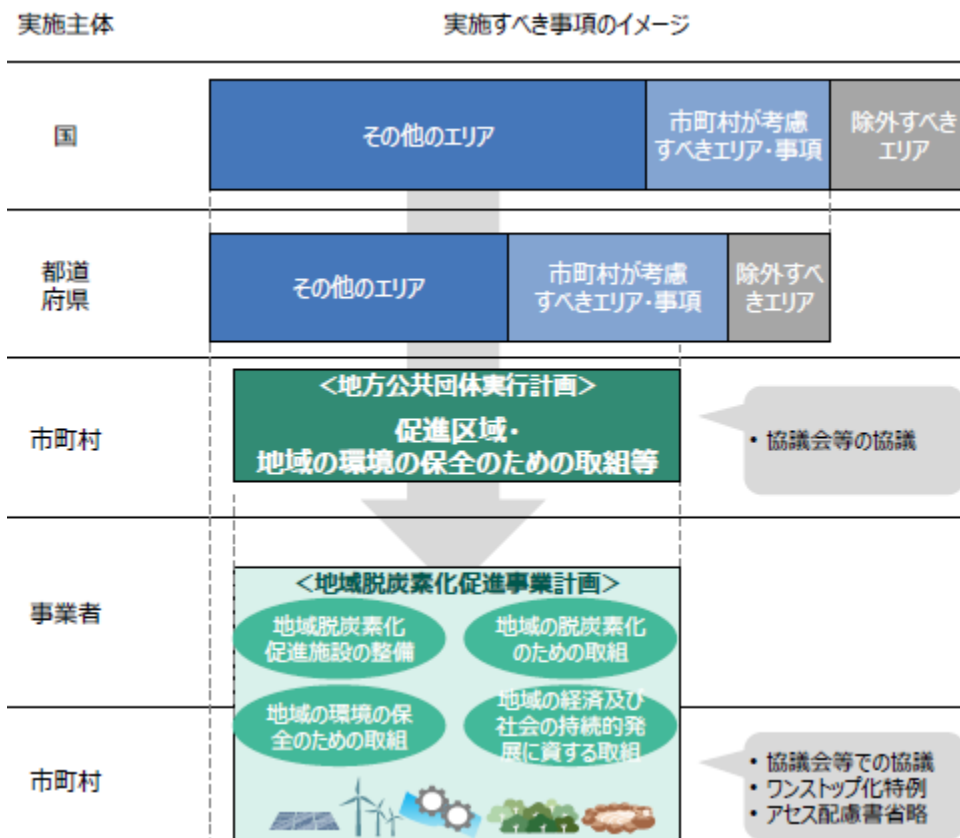 実施主体
実施すべき事項のイメージ
国
その他のエリア
市町村が考慮
すべきエリア・事項
除外すべき
エリア
都道
府県
その他のエリア
市町村が考慮
すべきエリア・事項
除外すべ
きエリア
市町村
＜地方公共団体実行計画＞
促進区域・
地域の環境の保全のための取組等
• 協議会等の協議
事業者
＜地域脱炭素化促進事業計画＞
地域脱炭素化
促進施設の整備
地域の脱炭素化
のための取組
地域の環境の保
全のための取組
地域の経済及び
社会の持続的発
展に資する取組
市町村
• 協議会等での協議
• ワンストップ化特例
• アセス配慮書省略